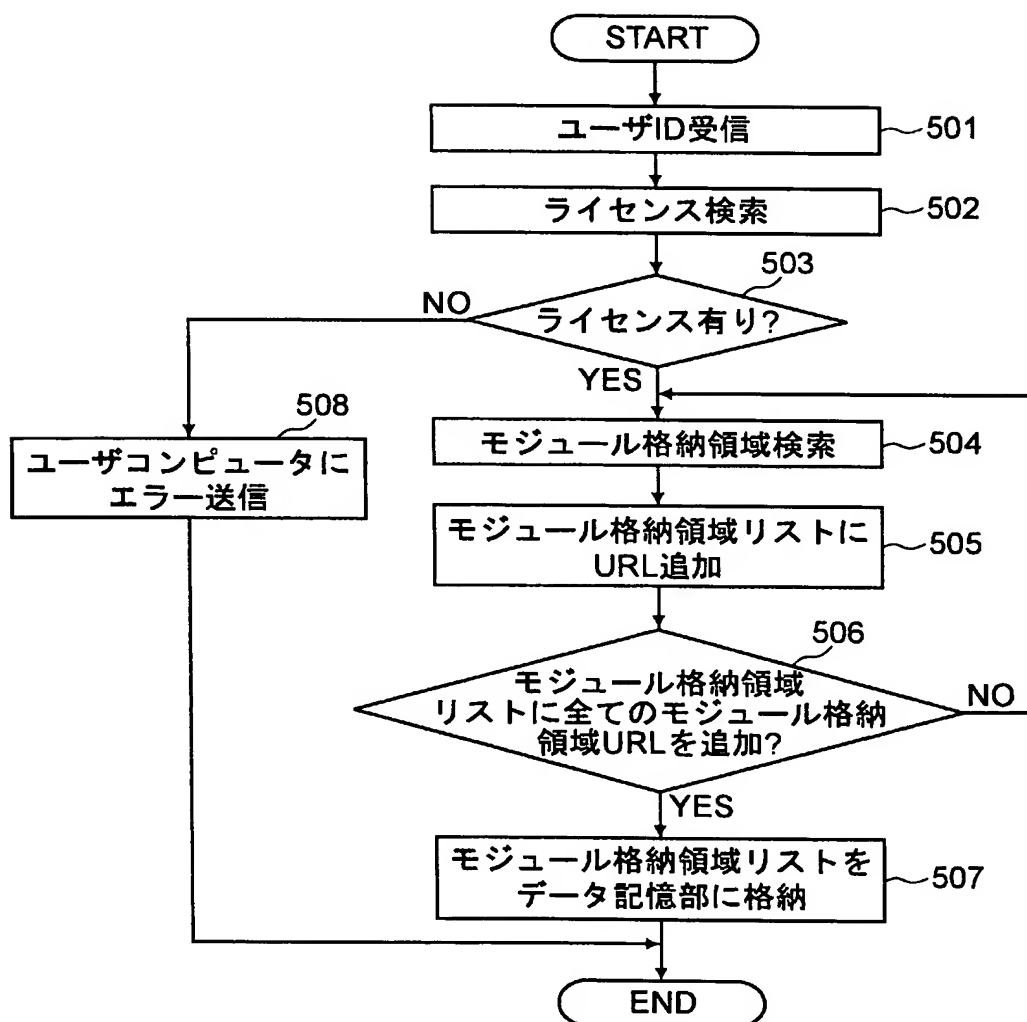 START
ユーザID受信
501
ライセンス検索
502
503
ライセンス有り?
NO
YES
508
ユーザコンピュータに
エラー送信
モジュール格納領域検索
504
モジュール格納領域リストに
URL追加
505
506
モジュール格納領域
リストに全てのモジュール格納
領域URLを追加?
NO
YES
モジュール格納領域リストを
データ記憶部に格納
507
END